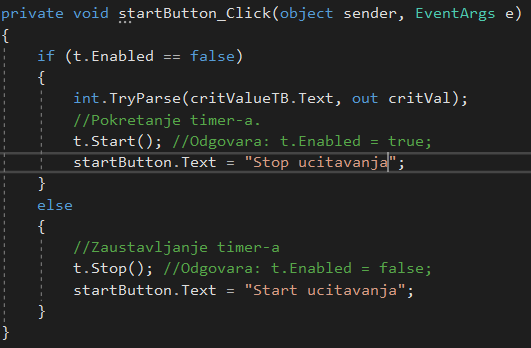 private void startButton_Click(object sender, EventArgs e)
{
    if (t.Enabled == false)
    {
        int.TryParse(critValueTB.Text, out critVal);
        //Pokretanje timer-a.
        t.Start(); //Odgovara: t.Enabled = true;
        startButton.Text = "Stop ucitavanja";
    }
    else
    {
        //Zaustavljanje timer-a
        t.Stop(); //Odgovara: t.Enabled = false;
        startButton.Text = "Start ucitavanja";
    }
}